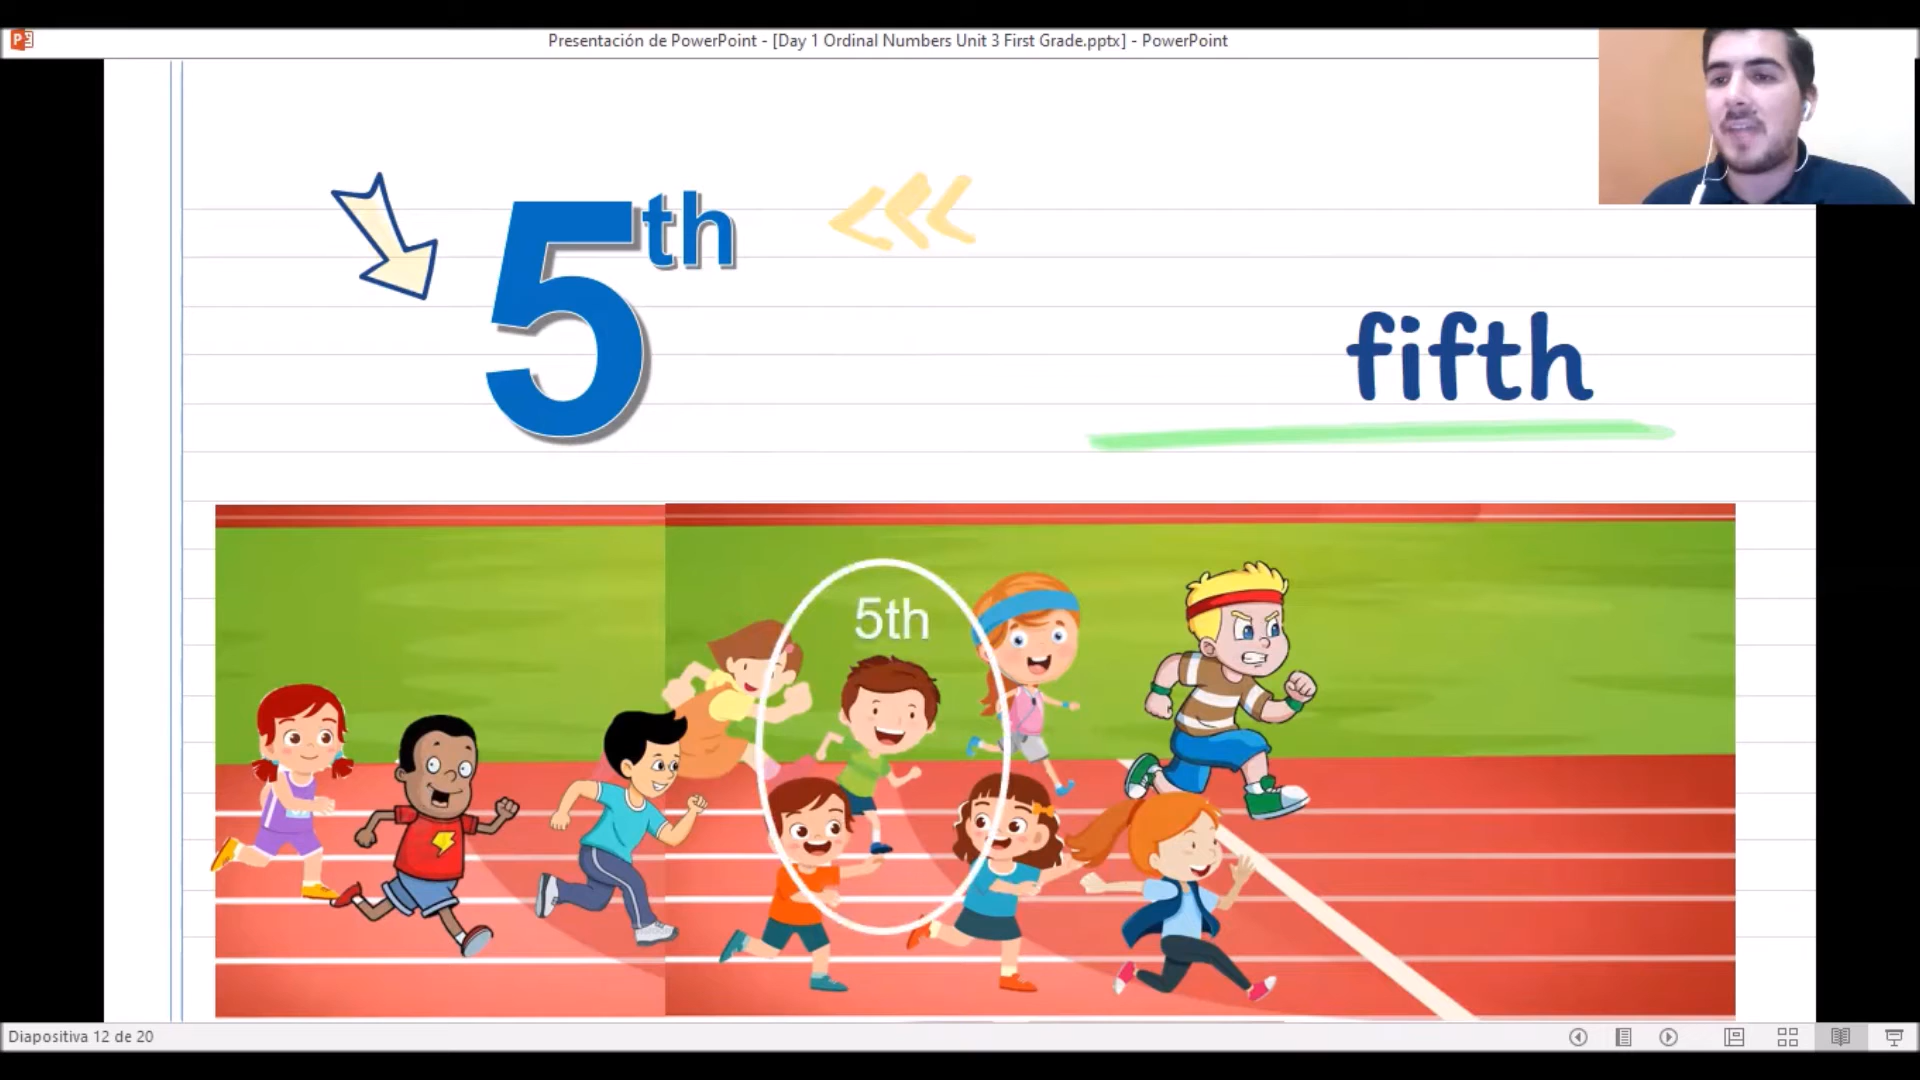 Presentación de PowerPoint - [Day 1 Ordinal Numbers Unit 3 First Grade.pptx] - PowerPoint
5th
fifth
5th
Diapositiva 12 de 20